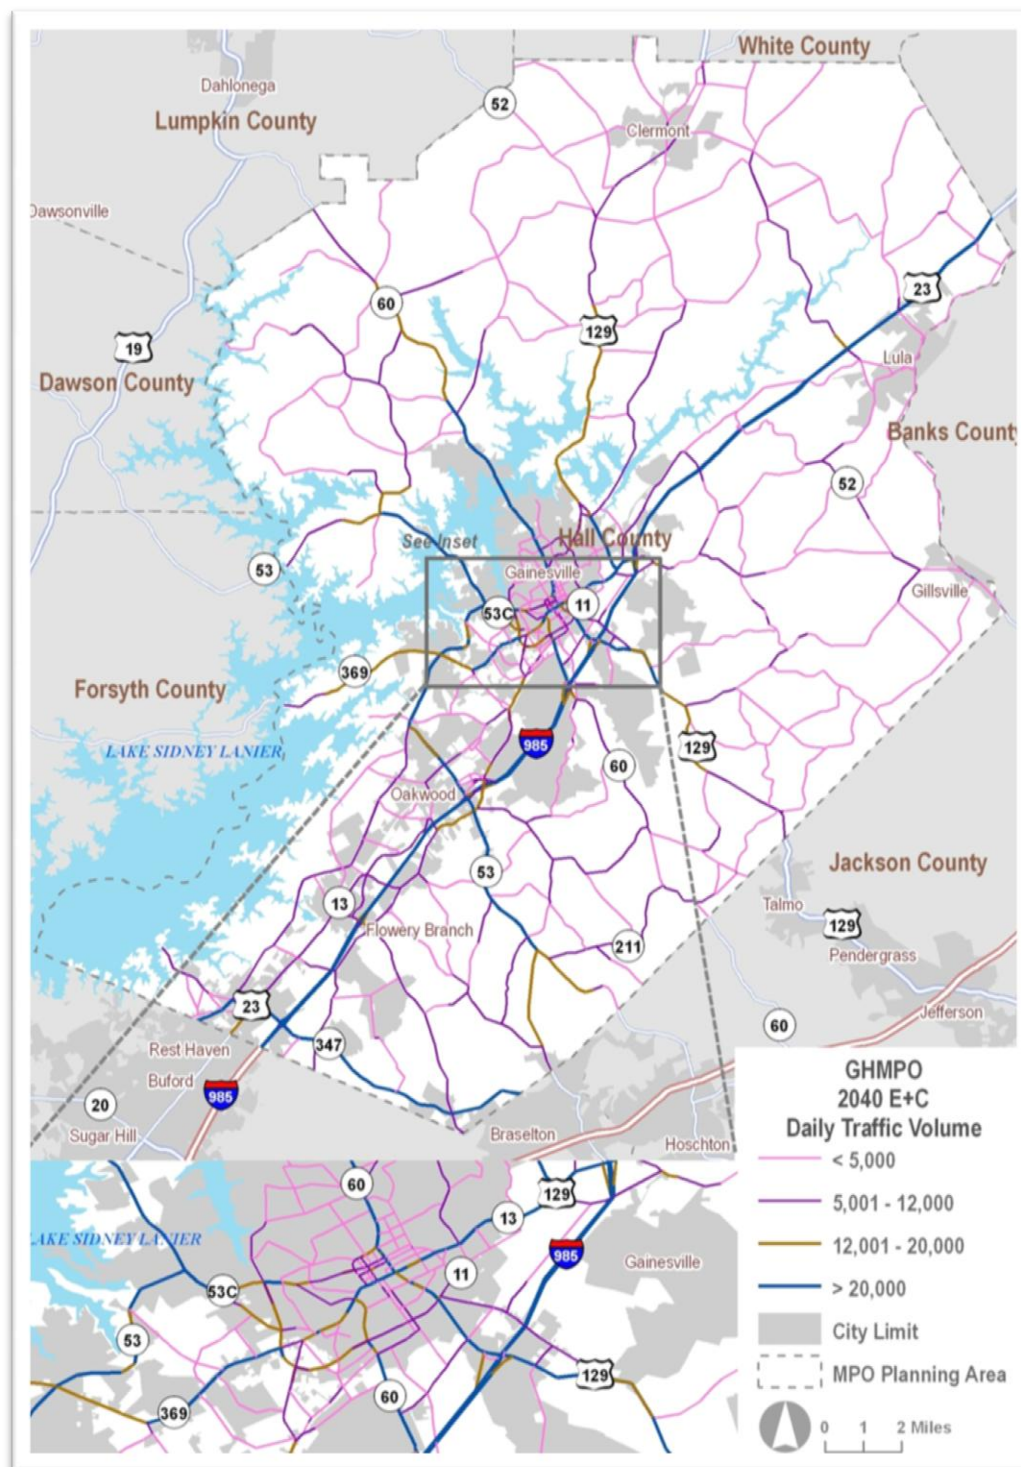 White County
Dahlonega
52
Lumpkin County
Clermont
Dawsonville
23
60
129
19
Lula
Dawson County
Banks County
52
See Inset
Hall County
53
Gainesville
Gillsville
53C
11
369
Forsyth County
LAKE SIDNEY LANIER
985
129
60
Oakwood
Jackson County
53
13
Talmo
129
Flowery Branch
211
Pendergrass
23
Jefferson
60
347
Rest Haven
Buford
985
20
Sugar Hill
Braselton
Hoschton
GHMPO
2040 E+C
Daily Traffic Volume
< 5,000
5,001 - 12,000
12,001 - 20,000
> 20,000
City Limit
MPO Planning Area
0 1 2 Miles
60
129
13
LAKE SIDNEY LANIER
985
Gainesville
11
53C
53
129
60
369